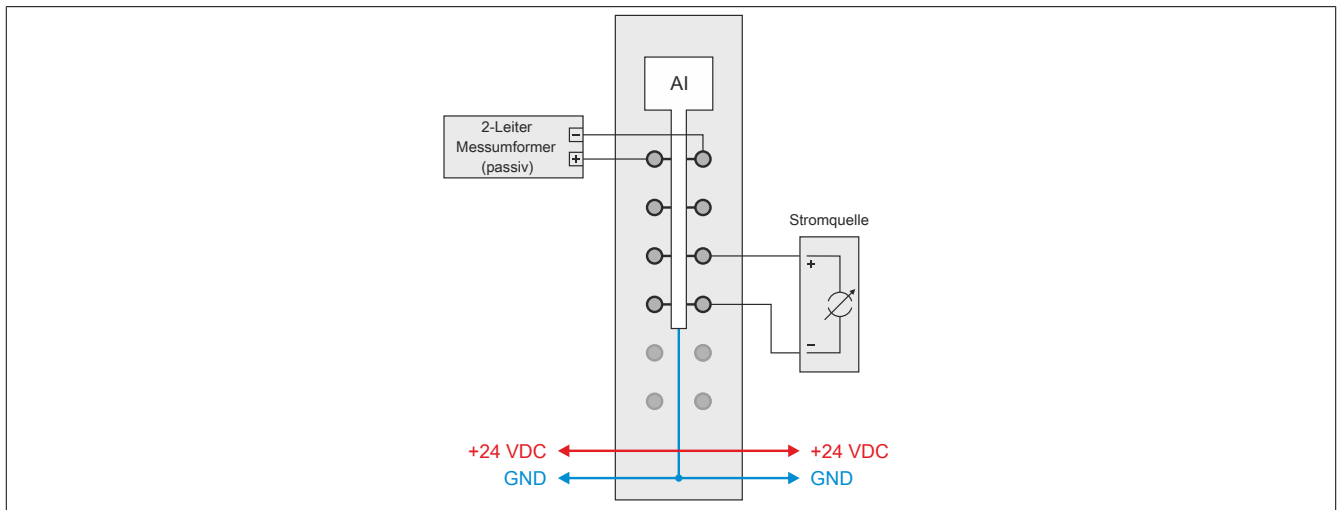 AI
2-Leiter
Messumformer
(passiv)
−
+
Stromquelle
+
−
+24 VDC
+24 VDC
GND
GND